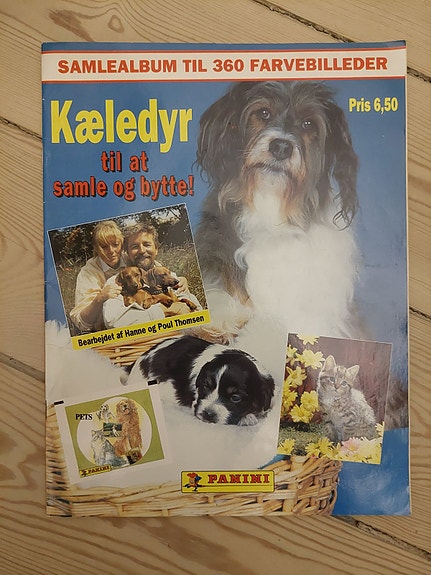 SAMLEALBUM TIL 360 FARVEBILLEDER
Kæledyr
til at
samle og bytte!
Pris 6,50
Bearbejdet af Hanne og Poul Thomsen
PETS
PANINI
PANINI